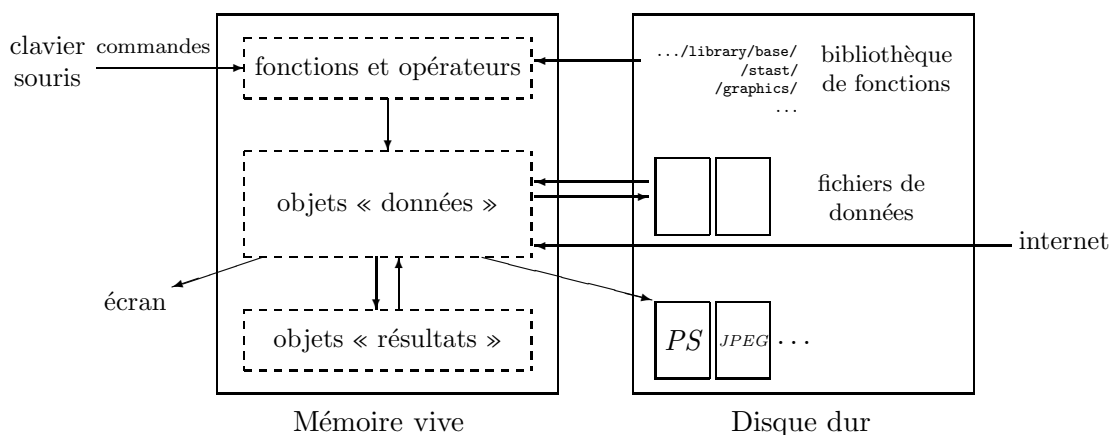 clavier
souris
commandes
fonctions et opérateurs
.../library/base/
/stast/
/graphics/
...
bibliothèque
de fonctions
objets « données »
fichiers de
données
internet
écran
objets « résultats »
PS
JPEG
...
Mémoire vive
Disque dur